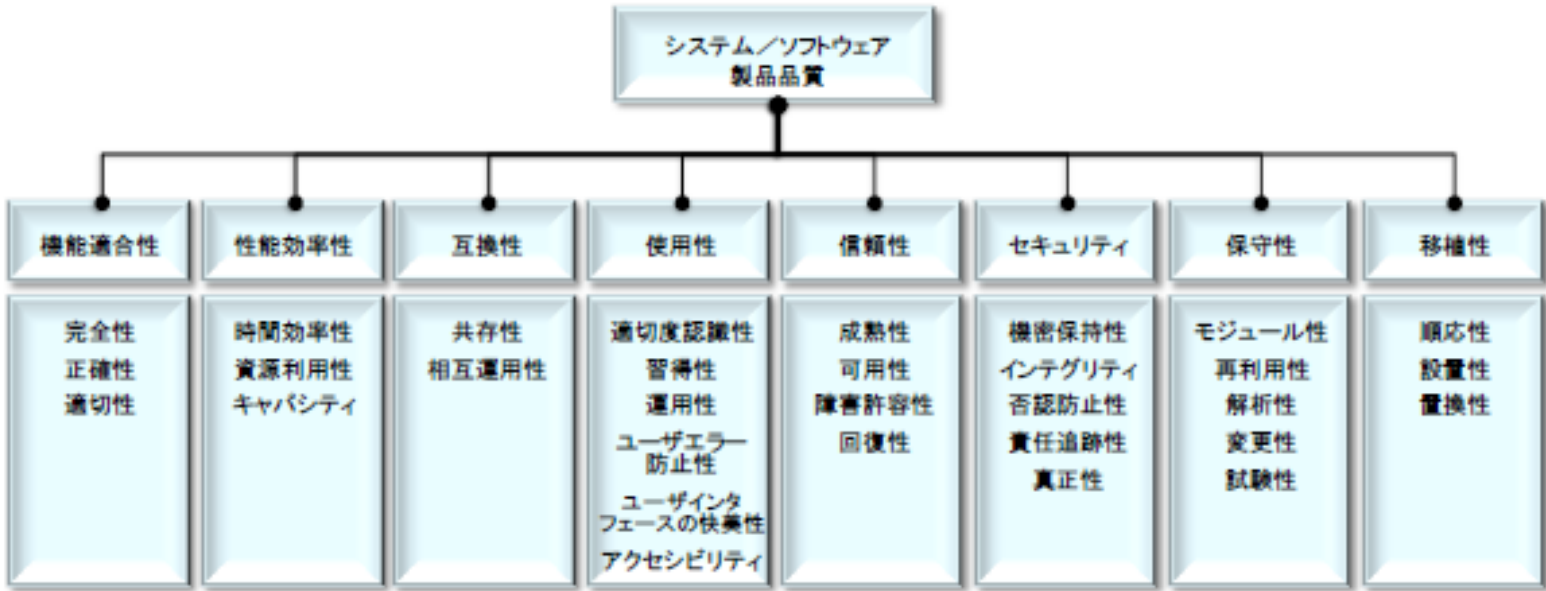 システム／ソフトウェア
製品品質
機能適合性
完全性
正確性
適切性
性能効率性
時間効率性
資源利用性
キャパシティ
互換性
共存性
相互運用性
使用性
適切度認識性
習得性
運用性
ユーザエラー
防止性
ユーザインタ
フェースの快美性
アクセシビリティ
信頼性
成熟性
可用性
障害許容性
回復性
セキュリティ
機密保持性
インテグリティ
否認防止性
責任追跡性
真正性
保守性
モジュール性
再利用性
解析性
変更性
試験性
移植性
順応性
設置性
置換性